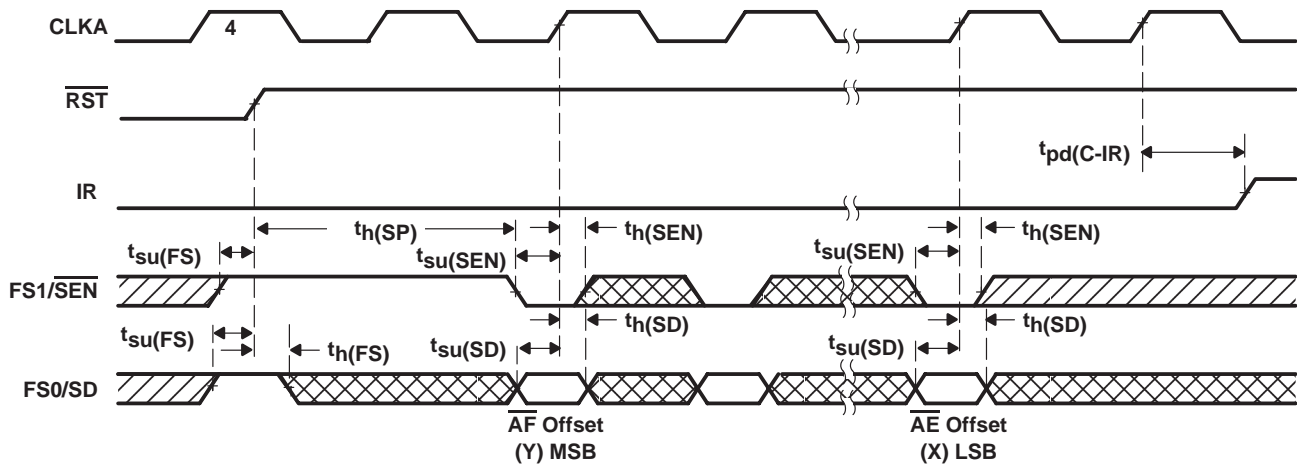 CLKA
4
RST
tpd(C-IR)
IR
th(SP)
th(SEN)
th(SEN)
tsu(FS)
tsu(SEN)
tsu(SEN)
FS1/SEN
tsu(FS)
th(FS)
tsu(SD)
th(SD)
tsu(SD)
th(SD)
FS0/SD
AF Offset
(Y) MSB
AE Offset
(X) LSB